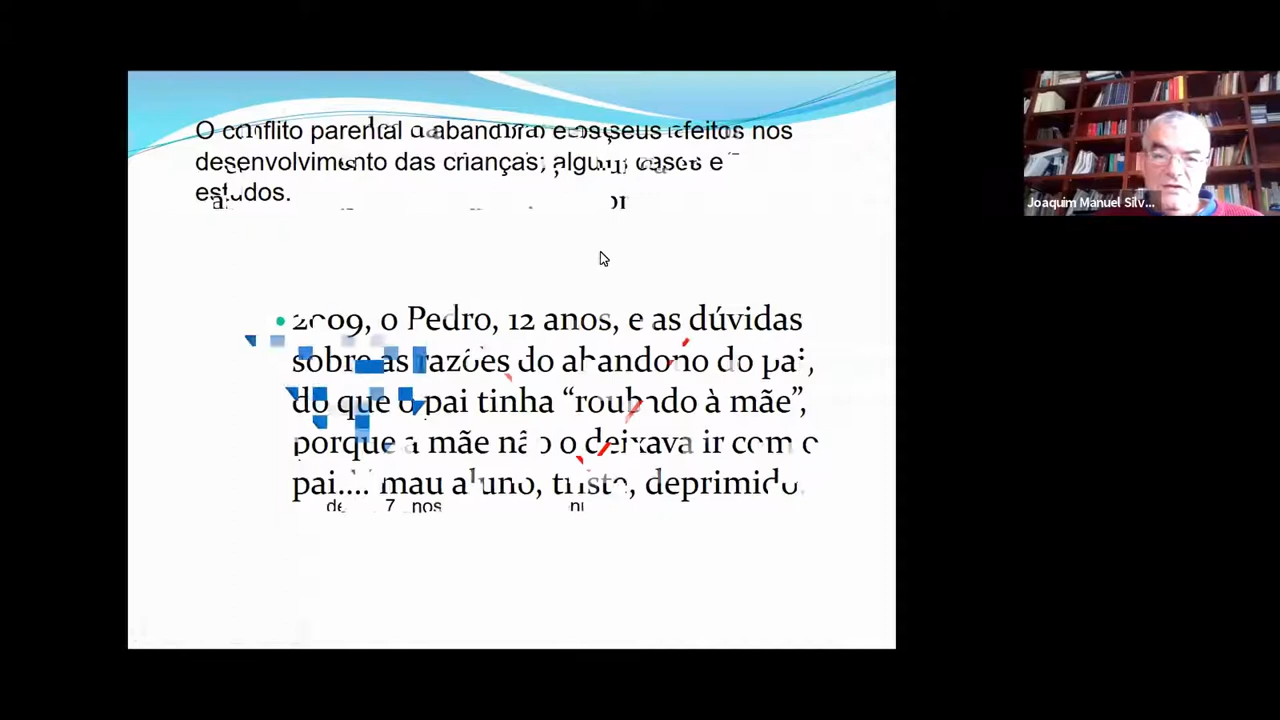 O conflito parental o abandono e os seus efeitos nos
desenvolvimento das crianças; alguns casos e
estudos.
• 2009, o Pedro, 12 anos, e as dúvidas
sobre as razões do abandono do pai,
do que o pai tinha “roubado à mãe”,
porque a mãe não o deixava ir com o
pai.... mau aluno, triste, deprimido.
Joaquim Manuel Silv...